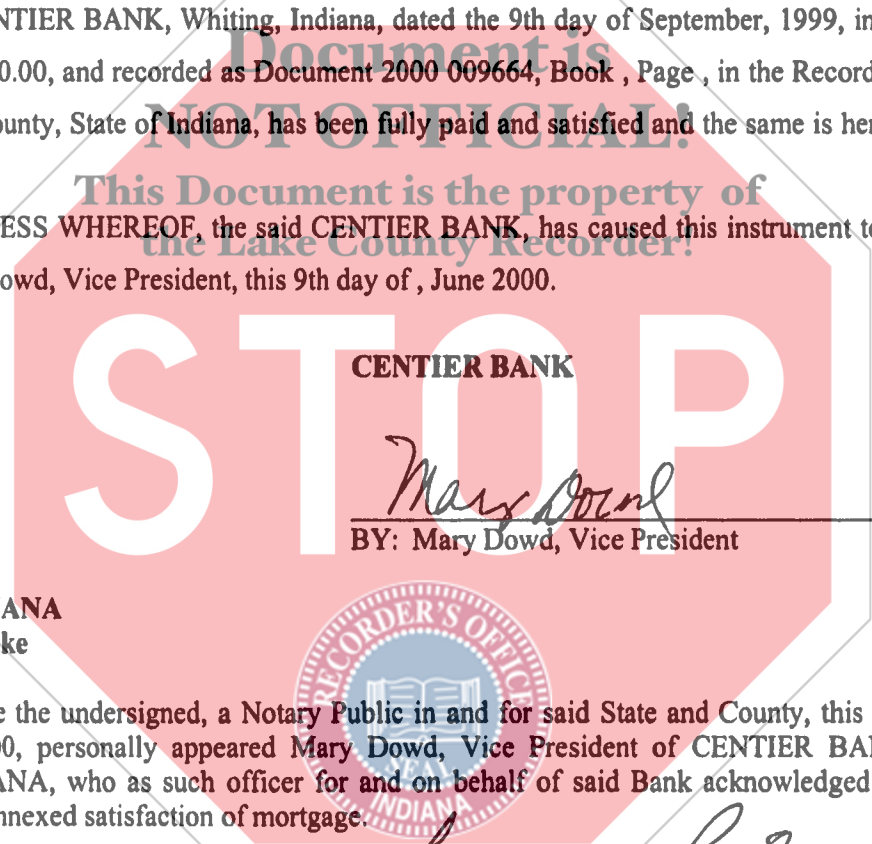 NTIER BANK, Whiting, Indiana, dated the 9th day of September, 1999, in
Document is
0.00, and recorded as Document 2000 009664, Book , Page , in the Record
NOT OFFICIAL!
ounty, State of Indiana, has been fully paid and satisfied and the same is her
This Document is the property of
ESS WHEREOF, the said CENTIER BANK, has caused this instrument to
the Lake County Recorder!
owd, Vice President, this 9th day of , June 2000.
STOP
CENTIER BANK
Mary Dowd
BY: Mary Dowd, Vice President
ANA
ke
RECORDER'S OFFICE
e the undersigned, a Notary Public in and for said State and County, this
00, personally appeared Mary Dowd, Vice President of CENTIER BAN
SEAL
ANA, who as such officer for and on behalf of said Bank acknowledged
INDIANA
nnexed satisfaction of mortgage.